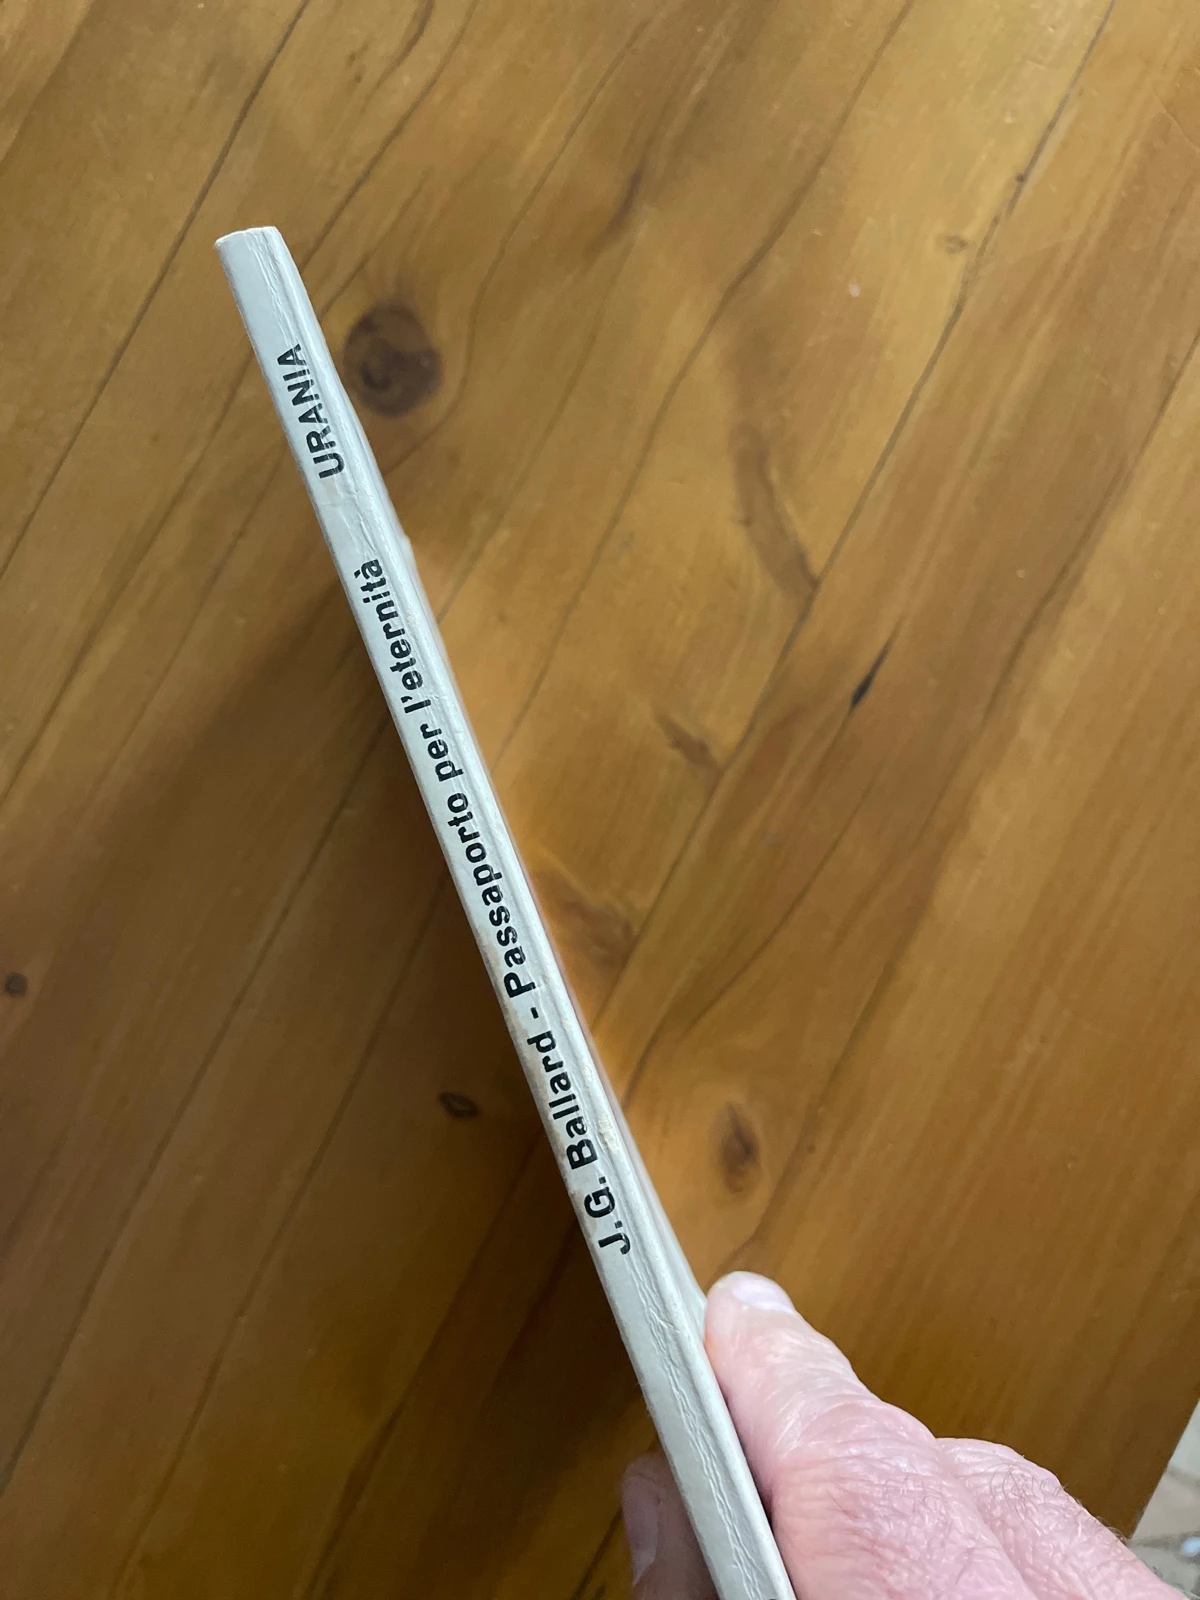 J.G. Ballard - Passaporto per l'eternità URANIA